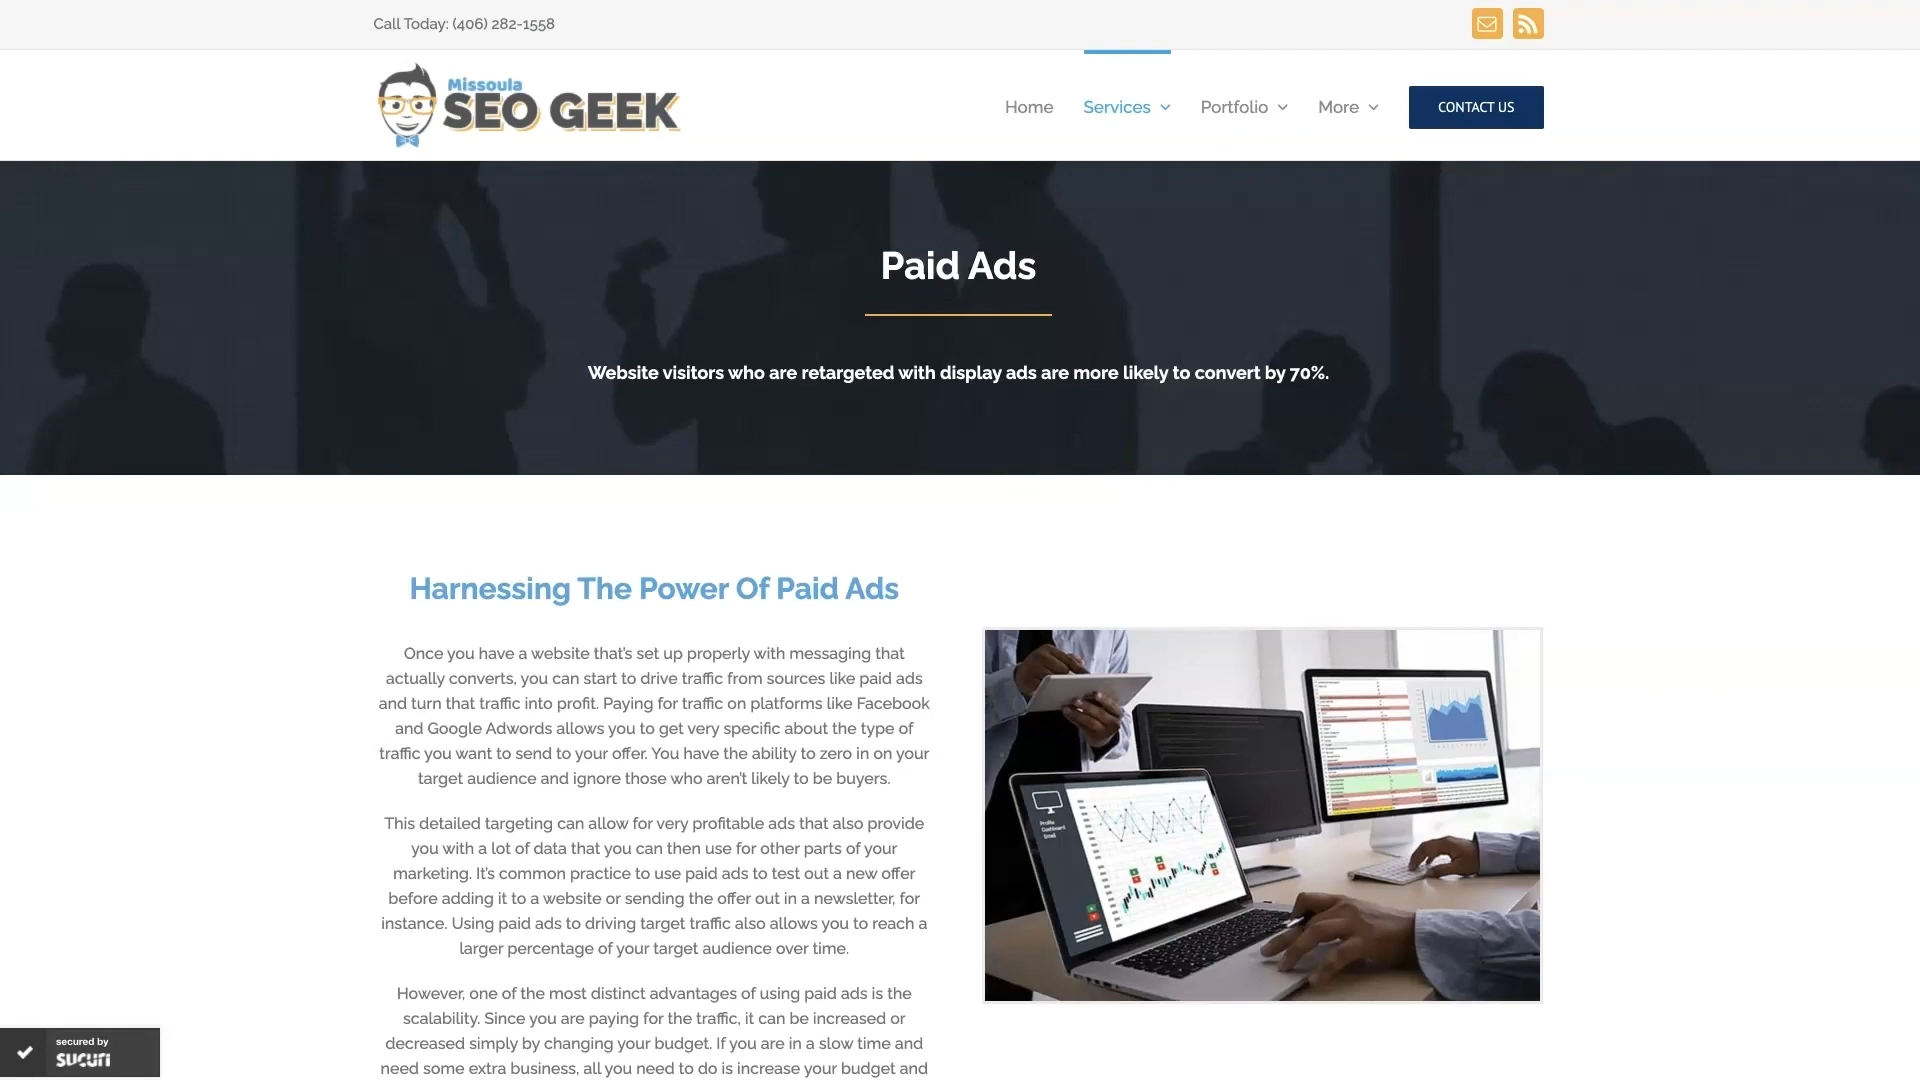 Call Today: (406) 282-1558
Missoula
SEO GEEK
Home
Services
Portfolio
More
CONTACT US
Paid Ads
Website visitors who are retargeted with display ads are more likely to convert by 70%.
Harnessing The Power Of Paid Ads
Once you have a website that's set up properly with messaging that
actually converts, you can start to drive traffic from sources like paid ads
and turn that traffic into profit. Paying for traffic on platforms like Facebook
and Google Adwords allows you to get very specific about the type of
traffic you want to send to your offer. You have the ability to zero in on your
target audience and ignore those who aren't likely to be buyers.
This detailed targeting can allow for very profitable ads that also provide
you with a lot of data that you can then use for other parts of your
marketing. It's common practice to use paid ads to test out a new offer
before adding it to a website or sending the offer out in a newsletter, for
instance. Using paid ads to driving target traffic also allows you to reach a
larger percentage of your target audience over time.
However, one of the most distinct advantages of using paid ads is the
scalability. Since you are paying for the traffic, it can be increased or
decreased simply by changing your budget. If you are in a slow time and
need some extra business, all you need to do is increase your budget and
Profile
Dashboard
Email
secured by
sucuri